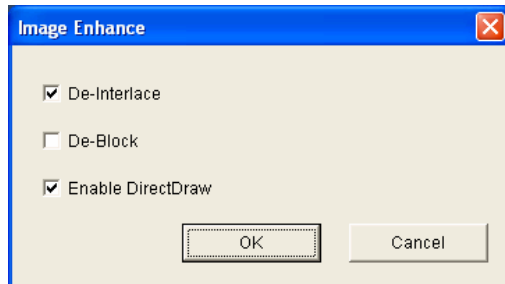 Image Enhance
De-Interlace
De-Block
Enable DirectDraw
OK Cancel